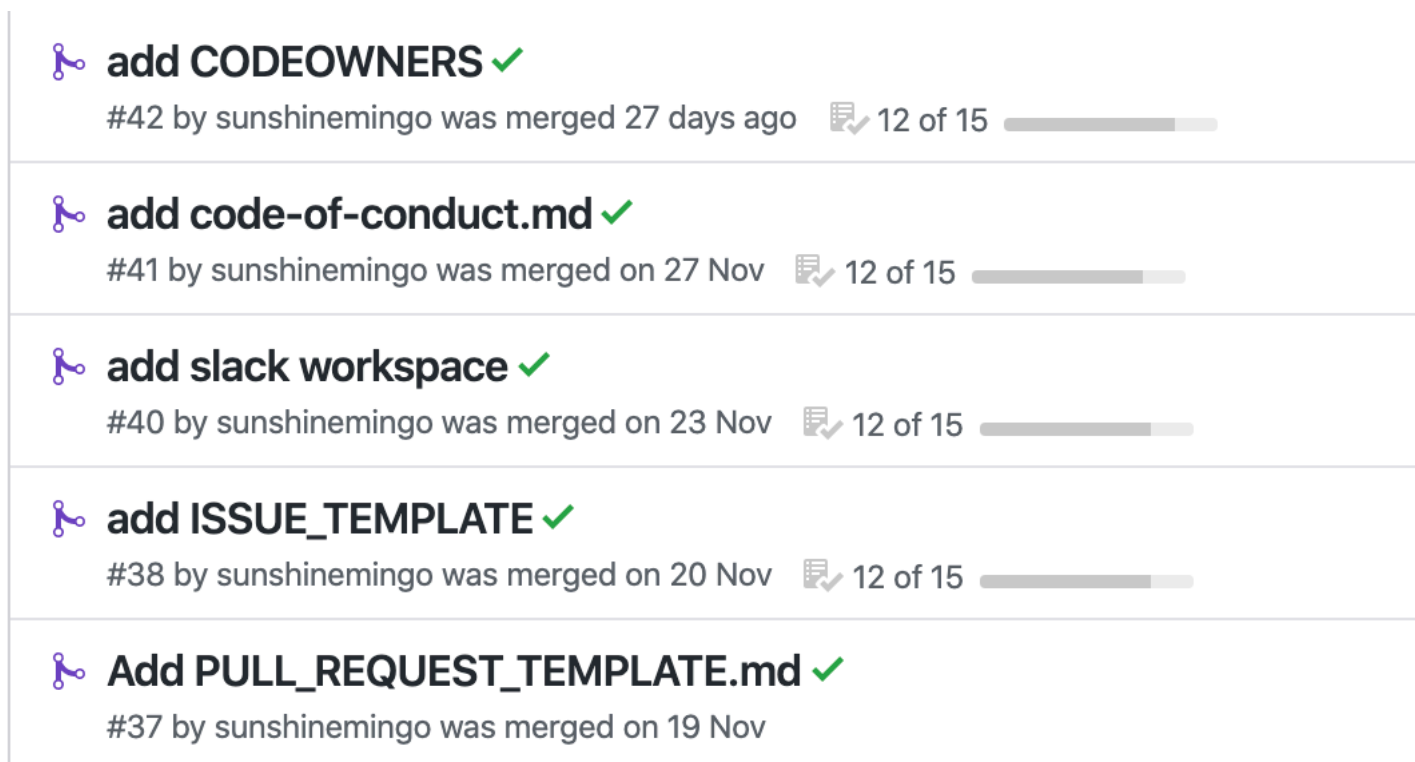 add CODEOWNERS
#42 by sunshinemingo was merged 27 days ago 12 of 15
add code-of-conduct.md
#41 by sunshinemingo was merged on 27 Nov 12 of 15
add slack workspace
#40 by sunshinemingo was merged on 23 Nov 12 of 15
add ISSUE_TEMPLATE
#38 by sunshinemingo was merged on 20 Nov 12 of 15
Add PULL_REQUEST_TEMPLATE.md
#37 by sunshinemingo was merged on 19 Nov